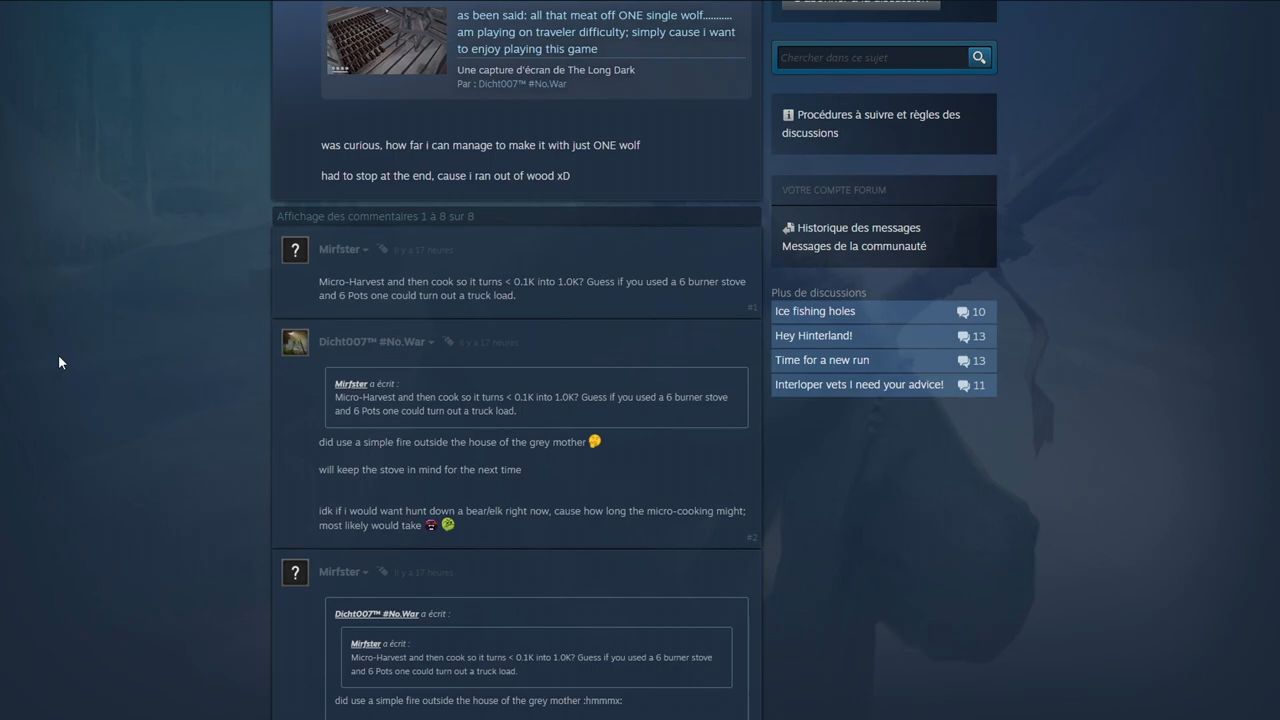 S'abonner à la discussion
as been said: all that meat off ONE single wolf...........
am playing on traveler difficulty; simply cause i want
to enjoy playing this game
Une capture d'écran de The Long Dark
Par : Dicht007™ #No.War
was curious, how far i can manage to make it with just ONE wolf
had to stop at the end, cause i ran out of wood xD
Affichage des commentaires 1 à 8 sur 8
Mirfster il y a 17 heures
Micro-Harvest and then cook so it turns < 0.1K into 1.0K? Guess if you used a 6 burner stove
and 6 Pots one could turn out a truck load.
#1
Dicht007™ #No.War il y a 17 heures
Mirfster a écrit :
Micro-Harvest and then cook so it turns < 0.1K into 1.0K? Guess if you used a 6 burner stove
and 6 Pots one could turn out a truck load.
did use a simple fire outside the house of the grey mother
will keep the stove in mind for the next time
idk if i would want hunt down a bear/elk right now, cause how long the micro-cooking might;
most likely would take
#2
Mirfster il y a 17 heures
Dicht007™ #No.War a écrit :
Mirfster a écrit :
Micro-Harvest and then cook so it turns < 0.1K into 1.0K? Guess if you used a 6 burner stove
and 6 Pots one could turn out a truck load.
did use a simple fire outside the house of the grey mother :hmmmx:
Chercher dans ce sujet
Procédures à suivre et règles des
discussions
VOTRE COMPTE FORUM
Historique des messages
Messages de la communauté
Plus de discussions
Ice fishing holes 10
Hey Hinterland! 13
Time for a new run 13
Interloper vets I need your advice! 11